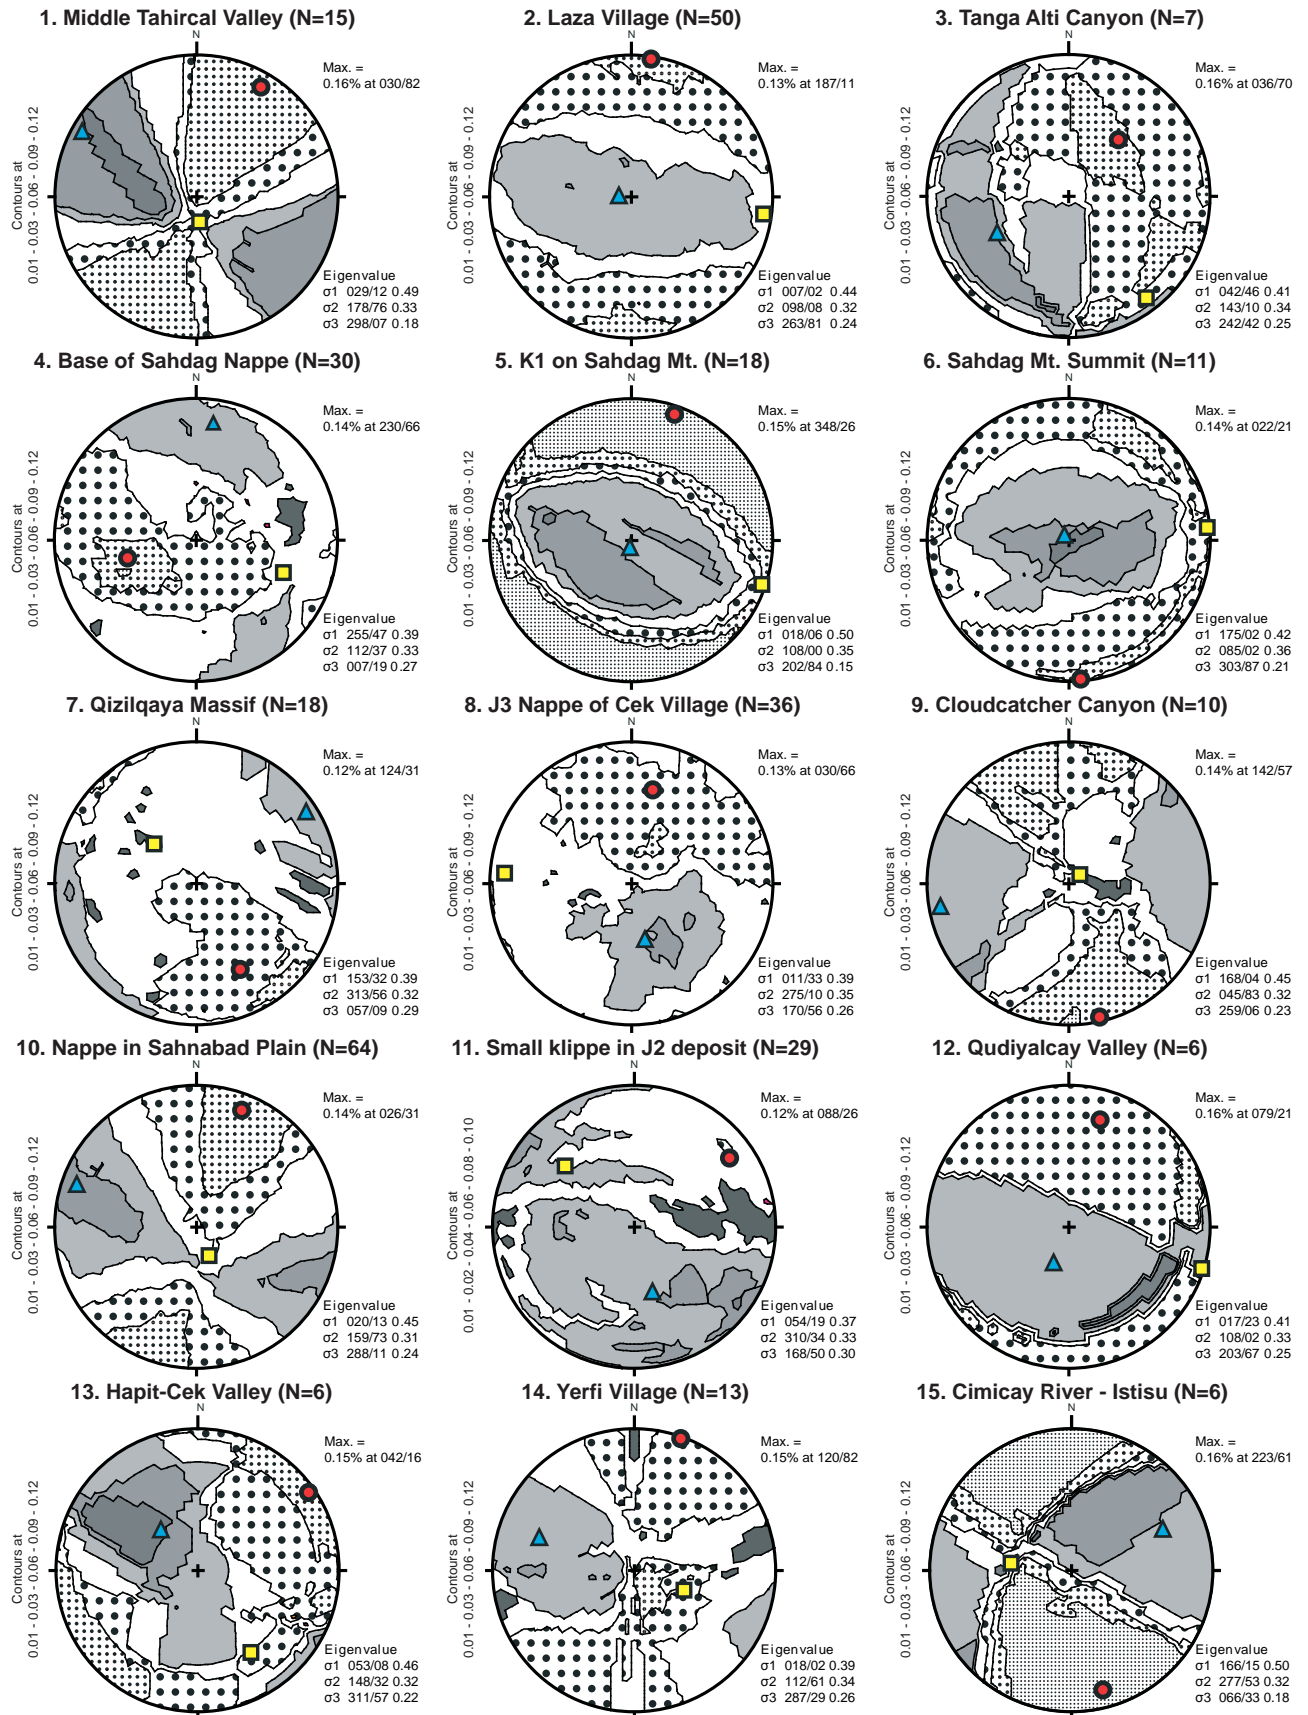 1. Middle Tahircal Valley (N=15)
N
Max. =
0.16% at 030/82
Contours at
0.01 - 0.03 - 0.06 - 0.09 - 0.12
Eigenvalue
σ1 029/12 0.49
σ2 178/76 0.33
σ3 298/07 0.18
2. Laza Village (N=50)
N
Max. =
0.13% at 187/11
Contours at
0.01 - 0.03 - 0.06 - 0.09 - 0.12
Eigenvalue
σ1 007/02 0.44
σ2 098/08 0.32
σ3 263/81 0.24
3. Tanga Alti Canyon (N=7)
N
Max. =
0.16% at 036/70
Contours at
0.01 - 0.03 - 0.06 - 0.09 - 0.12
Eigenvalue
σ1 042/46 0.41
σ2 143/10 0.34
σ3 242/42 0.25
4. Base of Sahdag Nappe (N=30)
N
Max. =
0.14% at 230/66
Contours at
0.01 - 0.03 - 0.06 - 0.09 - 0.12
Eigenvalue
σ1 255/47 0.39
σ2 112/37 0.33
σ3 007/19 0.27
5. K1 on Sahdag Mt. (N=18)
N
Max. =
0.15% at 348/26
Contours at
0.01 - 0.03 - 0.06 - 0.09 - 0.12
Eigenvalue
σ1 018/06 0.50
σ2 108/00 0.35
σ3 202/84 0.15
6. Sahdag Mt. Summit (N=11)
N
Max. =
0.14% at 022/21
Contours at
0.01 - 0.03 - 0.06 - 0.09 - 0.12
Eigenvalue
σ1 175/02 0.42
σ2 085/02 0.36
σ3 303/87 0.21
7. Qizilqaya Massif (N=18)
N
Max. =
0.12% at 124/31
Contours at
0.01 - 0.03 - 0.06 - 0.09 - 0.12
Eigenvalue
σ1 153/32 0.39
σ2 313/56 0.32
σ3 057/09 0.29
8. J3 Nappe of Cek Village (N=36)
N
Max. =
0.13% at 030/66
Contours at
0.01 - 0.03 - 0.06 - 0.09 - 0.12
Eigenvalue
σ1 011/33 0.39
σ2 275/10 0.35
σ3 170/56 0.26
9. Cloudcatcher Canyon (N=10)
N
Max. =
0.14% at 142/57
Contours at
0.01 - 0.03 - 0.06 - 0.09 - 0.12
Eigenvalue
σ1 168/04 0.45
σ2 045/83 0.32
σ3 259/06 0.23
10. Nappe in Sahnabad Plain (N=64)
N
Max. =
0.14% at 026/31
Contours at
0.01 - 0.03 - 0.06 - 0.09 - 0.12
Eigenvalue
σ1 020/13 0.45
σ2 159/73 0.31
σ3 288/11 0.24
11. Small klippe in J2 deposit (N=29)
N
Max. =
0.12% at 088/26
Contours at
0.01 - 0.02 - 0.04 - 0.06 - 0.08 - 0.10
Eigenvalue
σ1 054/19 0.37
σ2 310/34 0.33
σ3 168/50 0.30
12. Qudiyalcay Valley (N=6)
N
Max. =
0.16% at 079/21
Contours at
0.01 - 0.03 - 0.06 - 0.09 - 0.12
Eigenvalue
σ1 017/23 0.41
σ2 108/02 0.33
σ3 203/67 0.25
13. Hapit-Cek Valley (N=6)
N
Max. =
0.15% at 042/16
Contours at
0.01 - 0.03 - 0.06 - 0.09 - 0.12
Eigenvalue
σ1 053/08 0.46
σ2 148/32 0.32
σ3 311/57 0.22
14. Yerfi Village (N=13)
N
Max. =
0.15% at 120/82
Contours at
0.01 - 0.03 - 0.06 - 0.09 - 0.12
Eigenvalue
σ1 018/02 0.39
σ2 112/61 0.34
σ3 287/29 0.26
15. Cimicay River - Istisu (N=6)
N
Max. =
0.16% at 223/61
Contours at
0.01 - 0.03 - 0.06 - 0.09 - 0.12
Eigenvalue
σ1 166/15 0.50
σ2 277/53 0.32
σ3 066/33 0.18